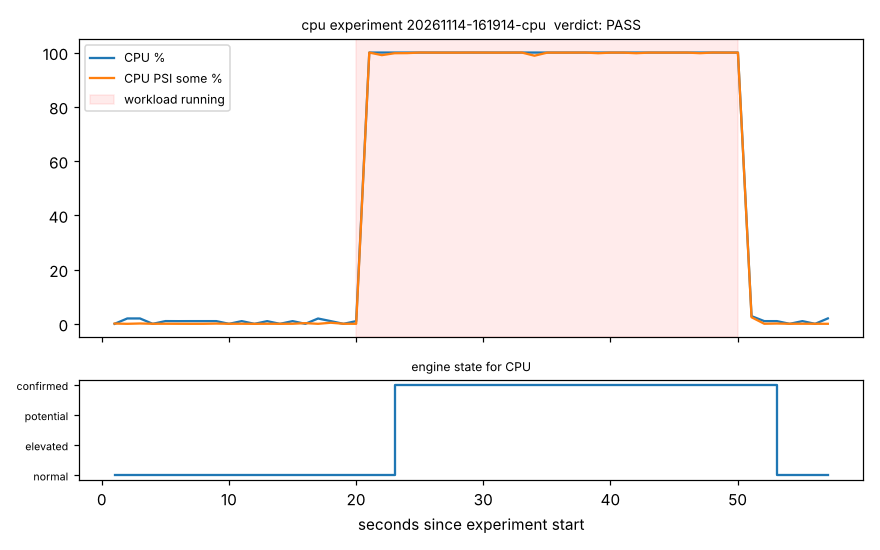 cpu experiment 20261114-161914-cpu  verdict: PASS
100
80
60
40
20
0
CPU %
CPU PSI some %
workload running
engine state for CPU
confirmed
potential
elevated
normal
0 10 20 30 40 50
seconds since experiment start